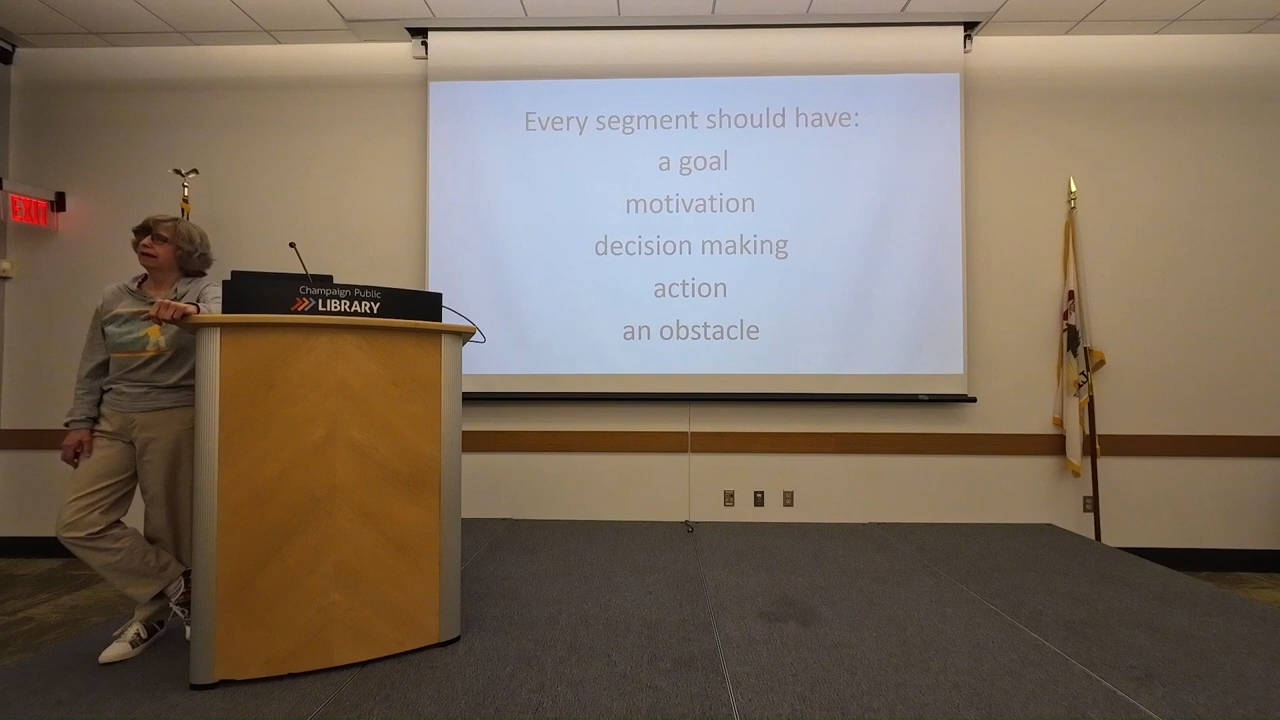 Every segment should have:
a goal
motivation
decision making
action
an obstacle
EXIT
Champaign Public
LIBRARY